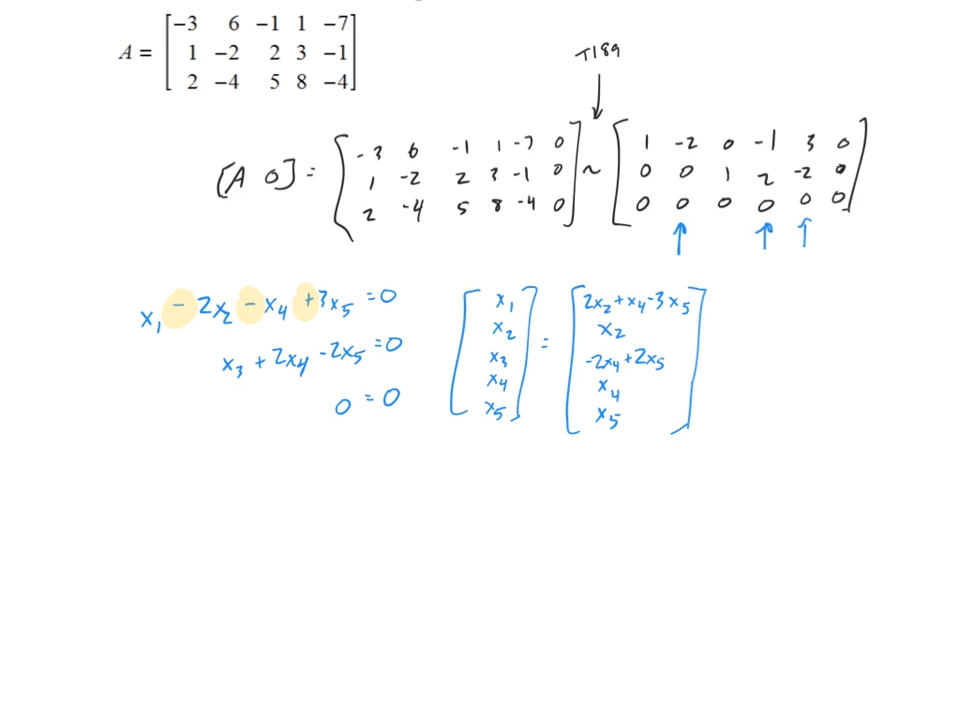 A = [-3 6 -1 1 -7
1 -2 2 3 -1
2 -4 5 8 -4]
TI89
[A 0] = [-3 6 -1 1 -7 0] ~ [1 -2 0 -1 3 0]
[1 -2 2 3 -1 0] [0 0 1 2 -2 0]
[2 -4 5 8 -4 0] [0 0 0 0 0 0]
↑ ↑ ↑
x₁ - 2x₂ - x₄ + 3x₅ = 0
x₃ + 2x₄ - 2x₅ = 0
0 = 0
[x₁] = [2x₂ + x₄ - 3x₅]
[x₂] [x₂]
[x₃] [-2x₄ + 2x₅]
[x₄] [x₄]
[x₅] [x₅]